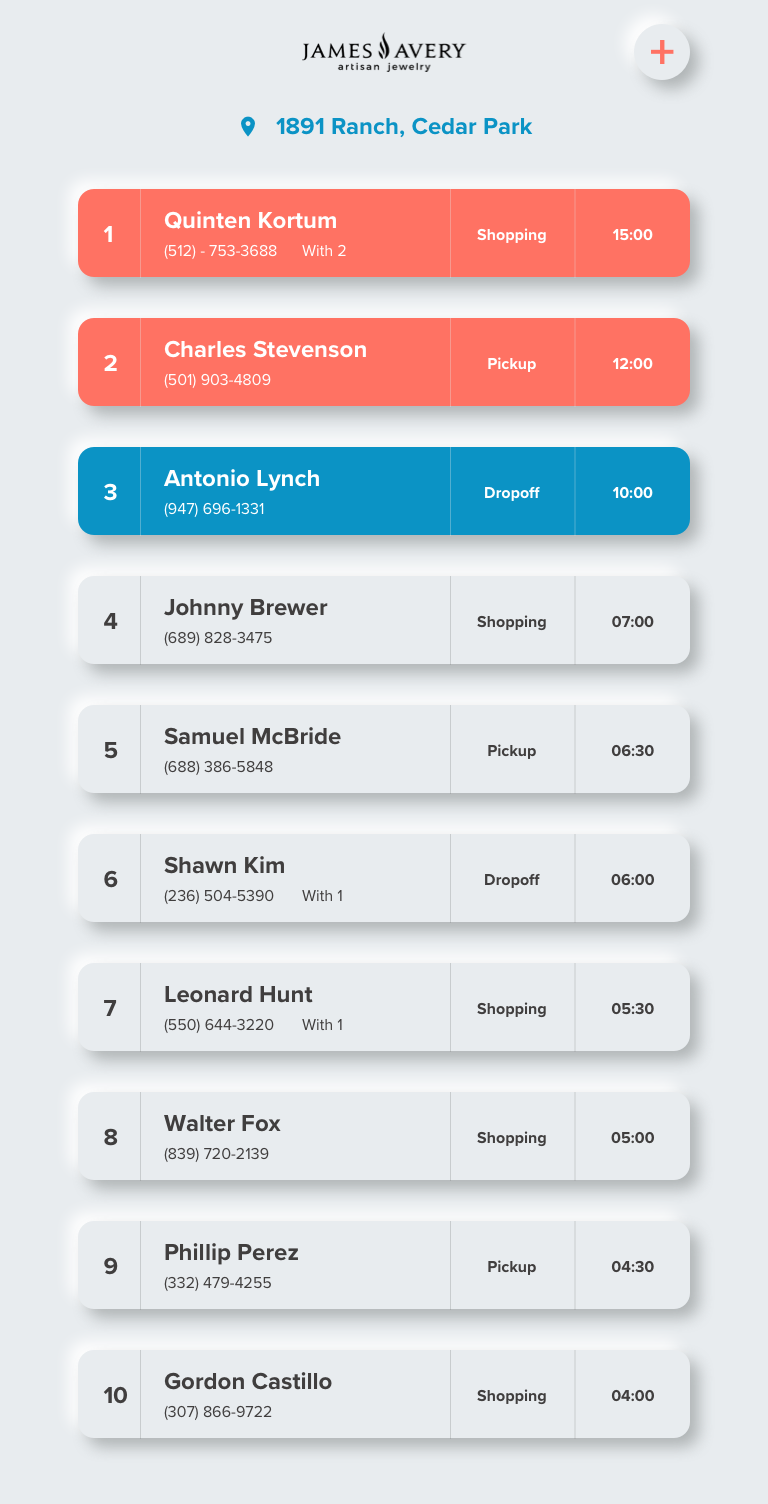 JAMES AVERY
artisan jewelry
+
1891 Ranch, Cedar Park
1
Quinten Kortum
(512) - 753-3688 With 2
Shopping
15:00
2
Charles Stevenson
(501) 903-4809
Pickup
12:00
3
Antonio Lynch
(947) 696-1331
Dropoff
10:00
4
Johnny Brewer
(689) 828-3475
Shopping
07:00
5
Samuel McBride
(688) 386-5848
Pickup
06:30
6
Shawn Kim
(236) 504-5390 With 1
Dropoff
06:00
7
Leonard Hunt
(550) 644-3220 With 1
Shopping
05:30
8
Walter Fox
(839) 720-2139
Shopping
05:00
9
Phillip Perez
(332) 479-4255
Pickup
04:30
10
Gordon Castillo
(307) 866-9722
Shopping
04:00